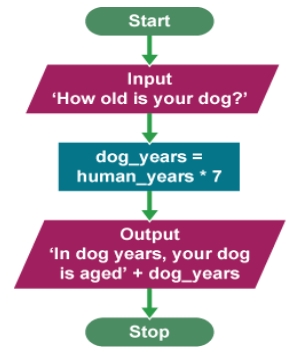 Start
Input
‘How old is your dog?’
dog_years =
human_years * 7
Output
‘In dog years, your dog
is aged’ + dog_years
Stop